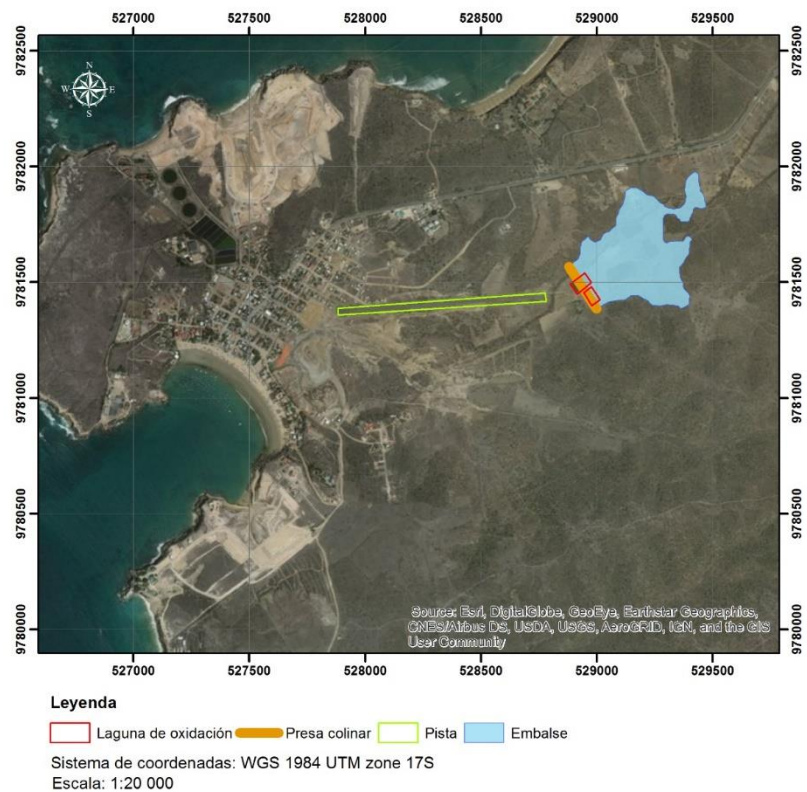 527000 527500 528000 528500 529000 529500
9782500 9782500
N
W E
S
9782000 9782000
9781500 9781500
9781000 9781000
9780500 9780500
Source: Esri, DigitalGlobe, GeoEye, Earthstar Geographics,
CNES/Airbus DS, USDA, USGS, AeroGRID, IGN, and the GIS
User Community
9780000 9780000
527000 527500 528000 528500 529000 529500
Leyenda
Laguna de oxidación Presa colinar Pista Embalse
Sistema de coordenadas: WGS 1984 UTM zone 17S
Escala: 1:20 000